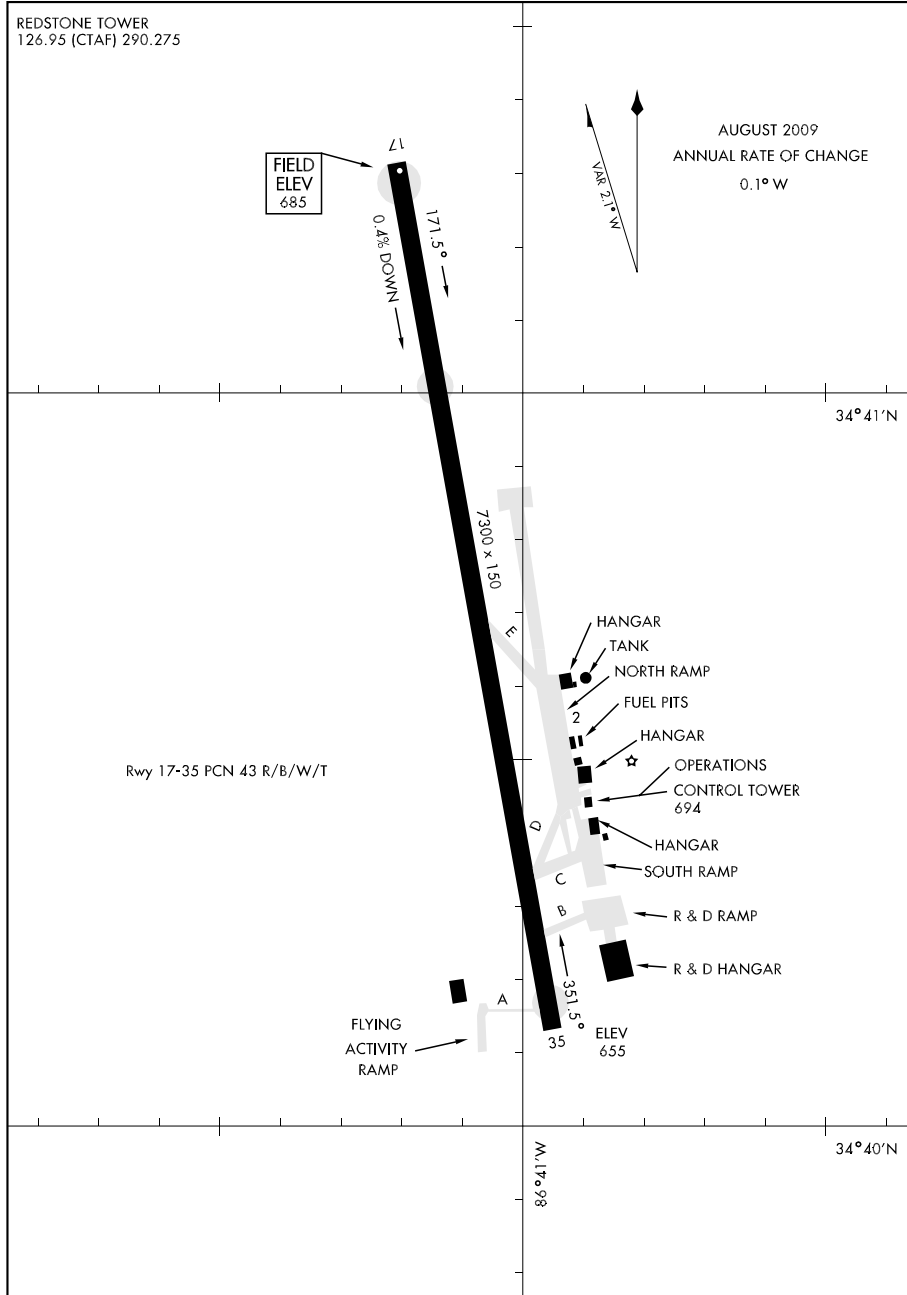 REDSTONE TOWER
126.95 (CTAF) 290.275
AUGUST 2009
ANNUAL RATE OF CHANGE
0.1° W
VAR 2.1° W
17
FIELD
ELEV
685
171.5°
0.4% DOWN
34°41'N
7300 x 150
E
HANGAR
TANK
NORTH RAMP
2
FUEL PITS
HANGAR
OPERATIONS
CONTROL TOWER
694
Rwy 17-35 PCN 43 R/B/W/T
D
HANGAR
SOUTH RAMP
C
B
R & D RAMP
R & D HANGAR
351.5°
A
FLYING
ACTIVITY
RAMP
35
ELEV
655
34°40'N
86°41'W